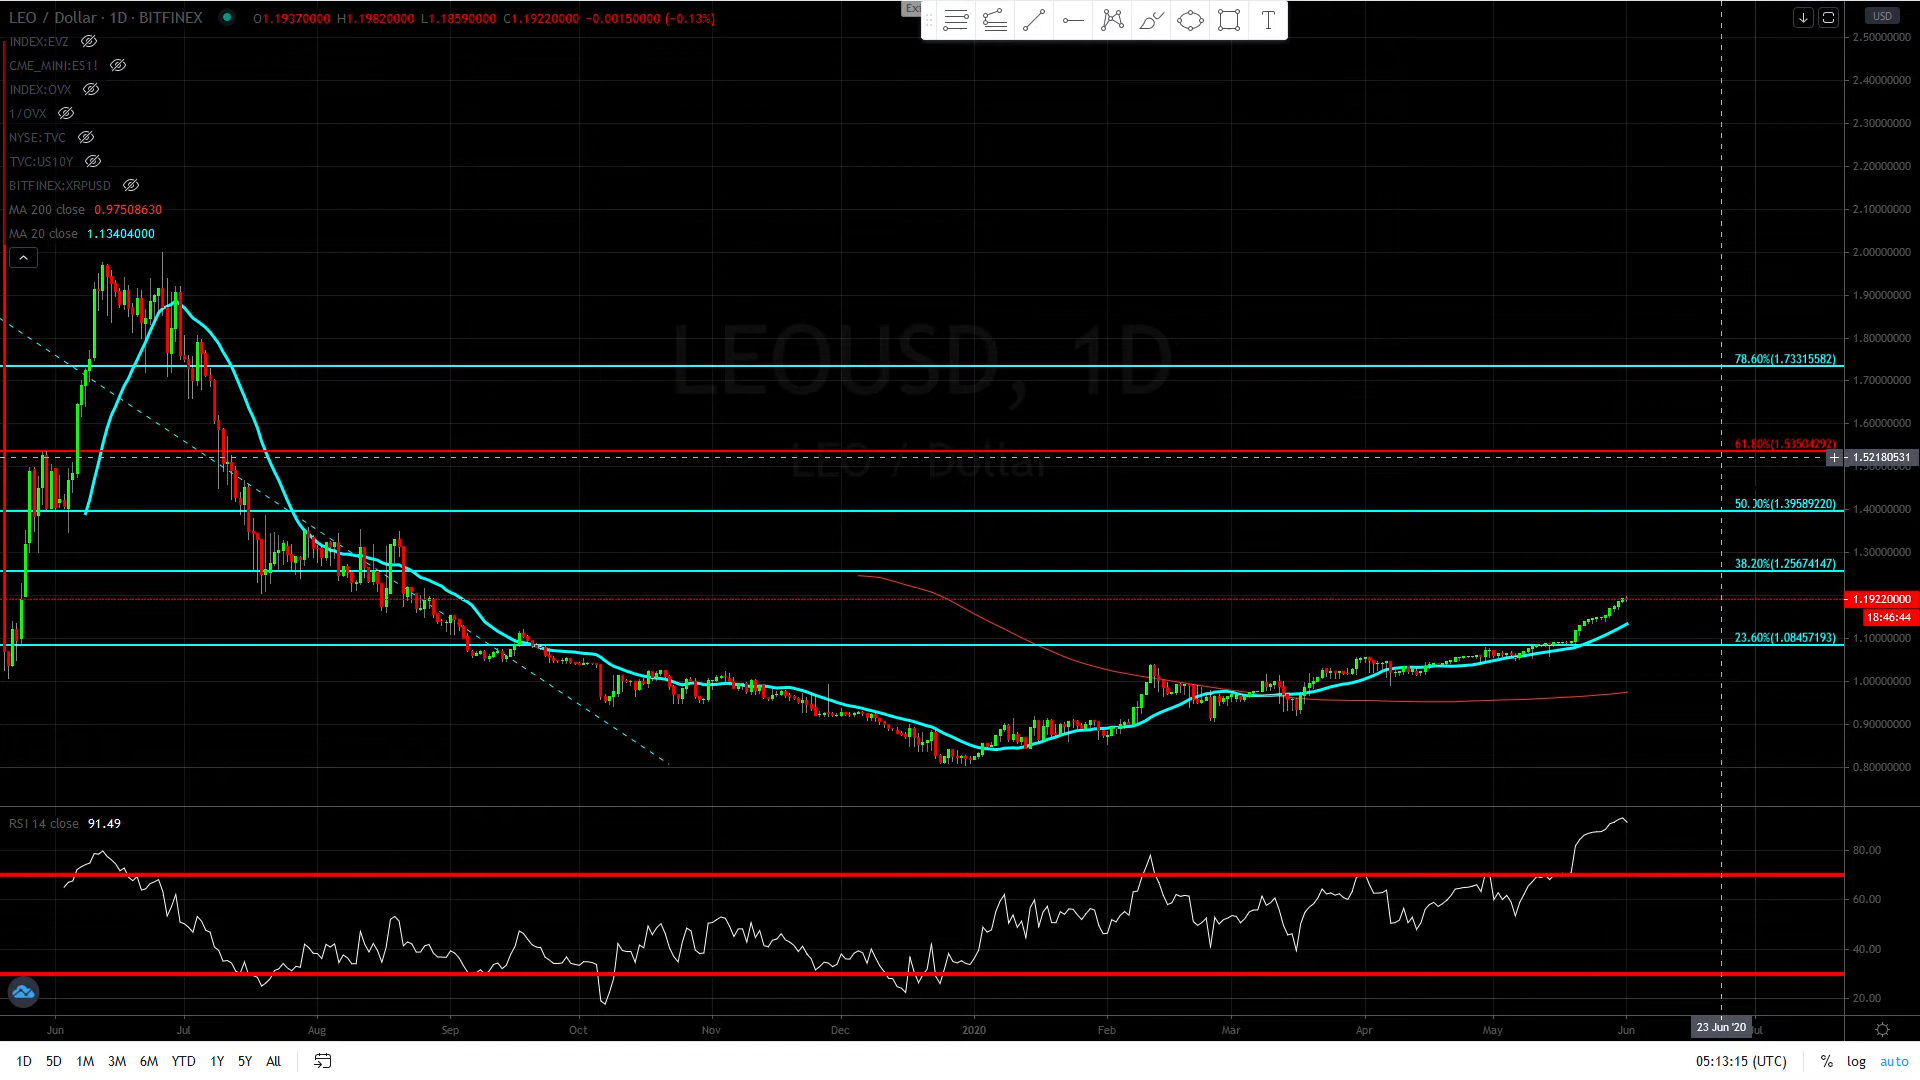 LEO / Dollar · 1D · BITFINEX O1.19370000 H1.19820000 L1.18590000 C1.19220000 −0.00150000 (−0.13%)
T
USD
INDEX:EVZ
CME_MINI:ES1!
INDEX:OVX
1/OVX
NYSE:TVC
TVC:US10Y
BITFINEX:XRPUSD
MA 200 close 0.97508630
MA 20 close 1.13404000
LEOUSD, 1D
LEO / Dollar
2.50000000
2.40000000
2.30000000
2.20000000
2.10000000
2.00000000
1.90000000
1.80000000
78.60%(1.73315582)
1.70000000
1.60000000
61.80%(1.53504292)
1.52180531
50.00%(1.39589220)
1.40000000
1.30000000
38.20%(1.25674147)
1.19220000
18:46:44
23.60%(1.08457193)
1.10000000
1.00000000
0.90000000
0.80000000
RSI 14 close 91.49
80.00
60.00
40.00
20.00
Jun Jul Aug Sep Oct Nov Dec 2020 Feb Mar Apr May Jun 23 Jun '20
1D 5D 1M 3M 6M YTD 1Y 5Y All 05:13:15 (UTC) % log auto